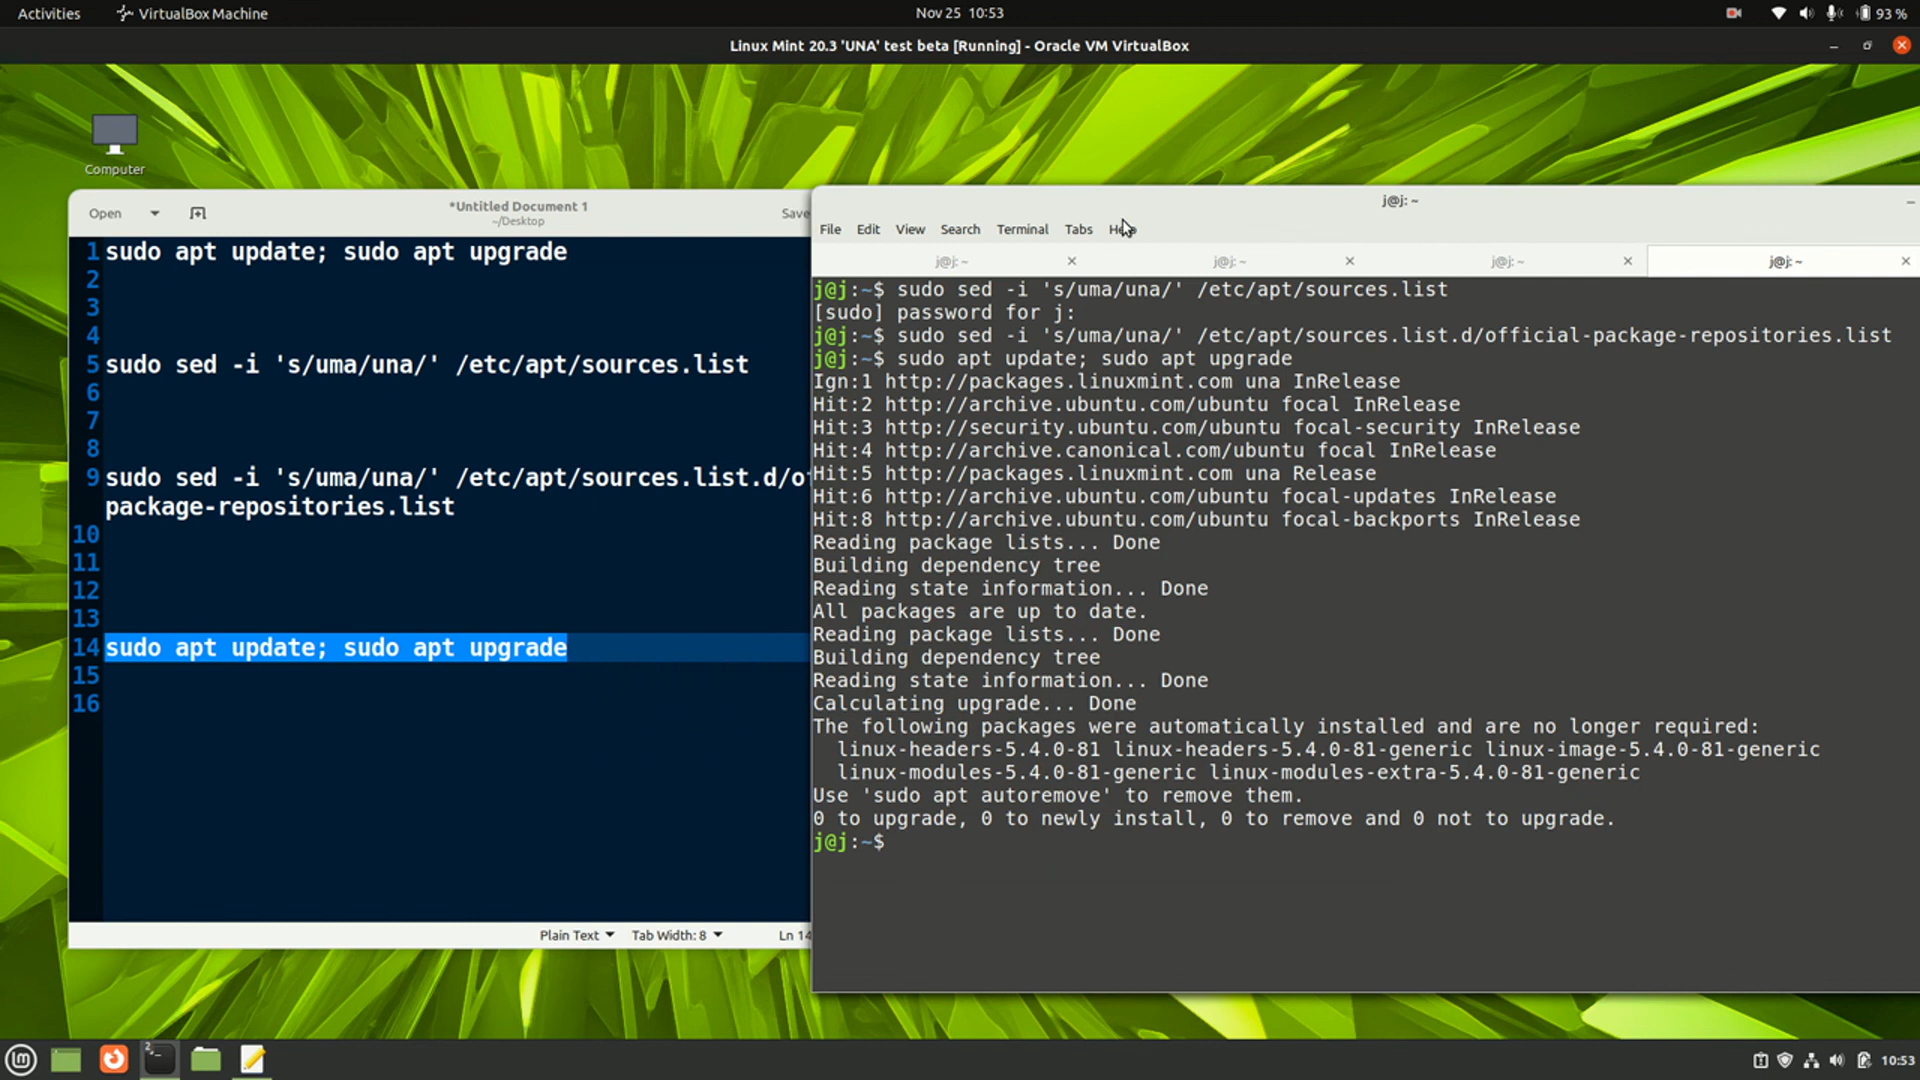 Activities
VirtualBox Machine
Nov 25 10:53
93 %
Linux Mint 20.3 'UNA' test beta [Running] - Oracle VM VirtualBox
Computer
Open
*Untitled Document 1
~/Desktop
Save
1 sudo apt update; sudo apt upgrade
2
3
4
5 sudo sed -i 's/uma/una/' /etc/apt/sources.list
6
7
8
9 sudo sed -i 's/uma/una/' /etc/apt/sources.list.d/o
package-repositories.list
10
11
12
13
14 sudo apt update; sudo apt upgrade
15
16
Plain Text Tab Width: 8 Ln 14
j@j: ~
File Edit View Search Terminal Tabs Help
j@j: ~ j@j: ~ j@j: ~ j@j: ~
j@j:~$ sudo sed -i 's/uma/una/' /etc/apt/sources.list
[sudo] password for j:
j@j:~$ sudo sed -i 's/uma/una/' /etc/apt/sources.list.d/official-package-repositories.list
j@j:~$ sudo apt update; sudo apt upgrade
Ign:1 http://packages.linuxmint.com una InRelease
Hit:2 http://archive.ubuntu.com/ubuntu focal InRelease
Hit:3 http://security.ubuntu.com/ubuntu focal-security InRelease
Hit:4 http://archive.canonical.com/ubuntu focal InRelease
Hit:5 http://packages.linuxmint.com una Release
Hit:6 http://archive.ubuntu.com/ubuntu focal-updates InRelease
Hit:8 http://archive.ubuntu.com/ubuntu focal-backports InRelease
Reading package lists... Done
Building dependency tree
Reading state information... Done
All packages are up to date.
Reading package lists... Done
Building dependency tree
Reading state information... Done
Calculating upgrade... Done
The following packages were automatically installed and are no longer required:
linux-headers-5.4.0-81 linux-headers-5.4.0-81-generic linux-image-5.4.0-81-generic
linux-modules-5.4.0-81-generic linux-modules-extra-5.4.0-81-generic
Use 'sudo apt autoremove' to remove them.
0 to upgrade, 0 to newly install, 0 to remove and 0 not to upgrade.
j@j:~$
10:53